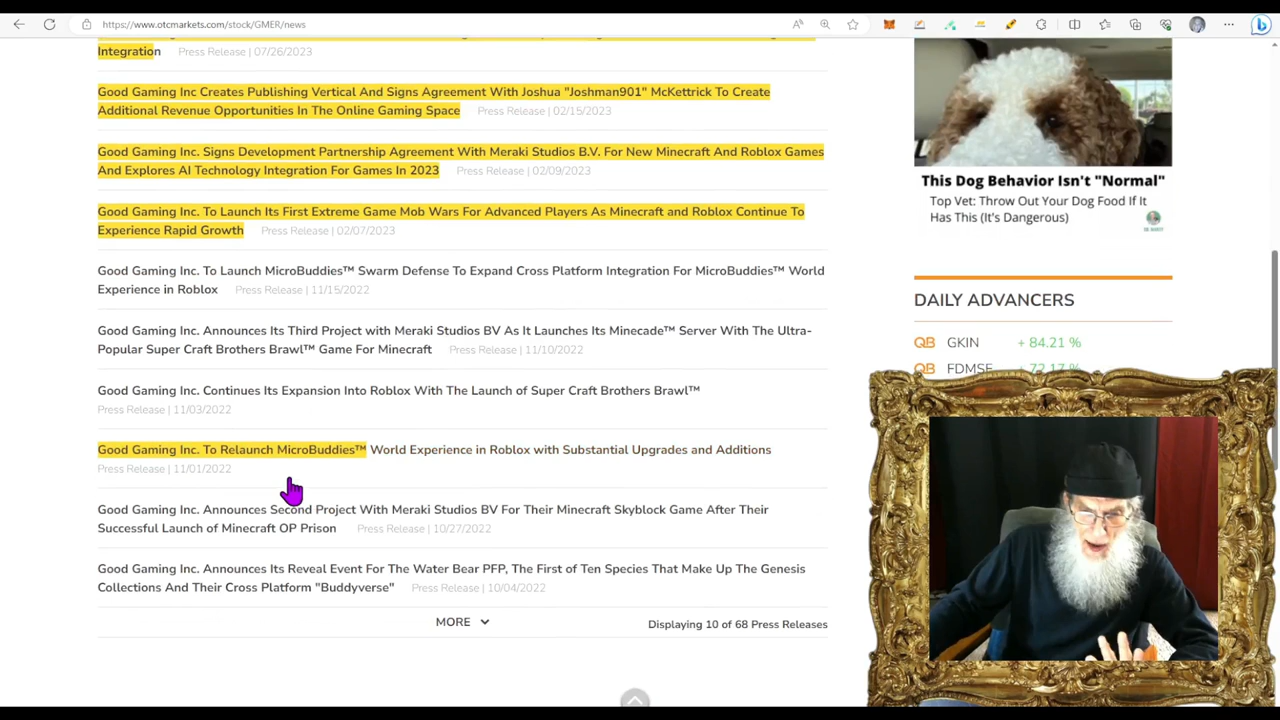 https://www.otcmarkets.com/stock/GMER/news
Integration Press Release | 07/26/2023
Good Gaming Inc Creates Publishing Vertical And Signs Agreement With Joshua "Joshman901" McKettrick To Create
Additional Revenue Opportunities In The Online Gaming Space Press Release | 02/15/2023
Good Gaming Inc. Signs Development Partnership Agreement With Meraki Studios B.V. For New Minecraft And Roblox Games
And Explores AI Technology Integration For Games In 2023 Press Release | 02/09/2023
Good Gaming Inc. To Launch Its First Extreme Game Mob Wars For Advanced Players As Minecraft and Roblox Continue To
Experience Rapid Growth Press Release | 02/07/2023
Good Gaming Inc. To Launch MicroBuddies™ Swarm Defense To Expand Cross Platform Integration For MicroBuddies™ World
Experience in Roblox Press Release | 11/15/2022
Good Gaming Inc. Announces Its Third Project with Meraki Studios BV As It Launches Its Minecade™ Server With The Ultra-
Popular Super Craft Brothers Brawl™ Game For Minecraft Press Release | 11/10/2022
Good Gaming Inc. Continues Its Expansion Into Roblox With The Launch of Super Craft Brothers Brawl™
Press Release | 11/03/2022
Good Gaming Inc. To Relaunch MicroBuddies™ World Experience in Roblox with Substantial Upgrades and Additions
Press Release | 11/01/2022
Good Gaming Inc. Announces Second Project With Meraki Studios BV For Their Minecraft Skyblock Game After Their
Successful Launch of Minecraft OP Prison Press Release | 10/27/2022
Good Gaming Inc. Announces Its Reveal Event For The Water Bear PFP, The First of Ten Species That Make Up The Genesis
Collections And Their Cross Platform "Buddyverse" Press Release | 10/04/2022
MORE
Displaying 10 of 68 Press Releases
This Dog Behavior Isn't "Normal"
Top Vet: Throw Out Your Dog Food If It
Has This (It's Dangerous)
DAILY ADVANCERS
QB GKIN + 84.21 %
QB FDMSF + 72.17 %